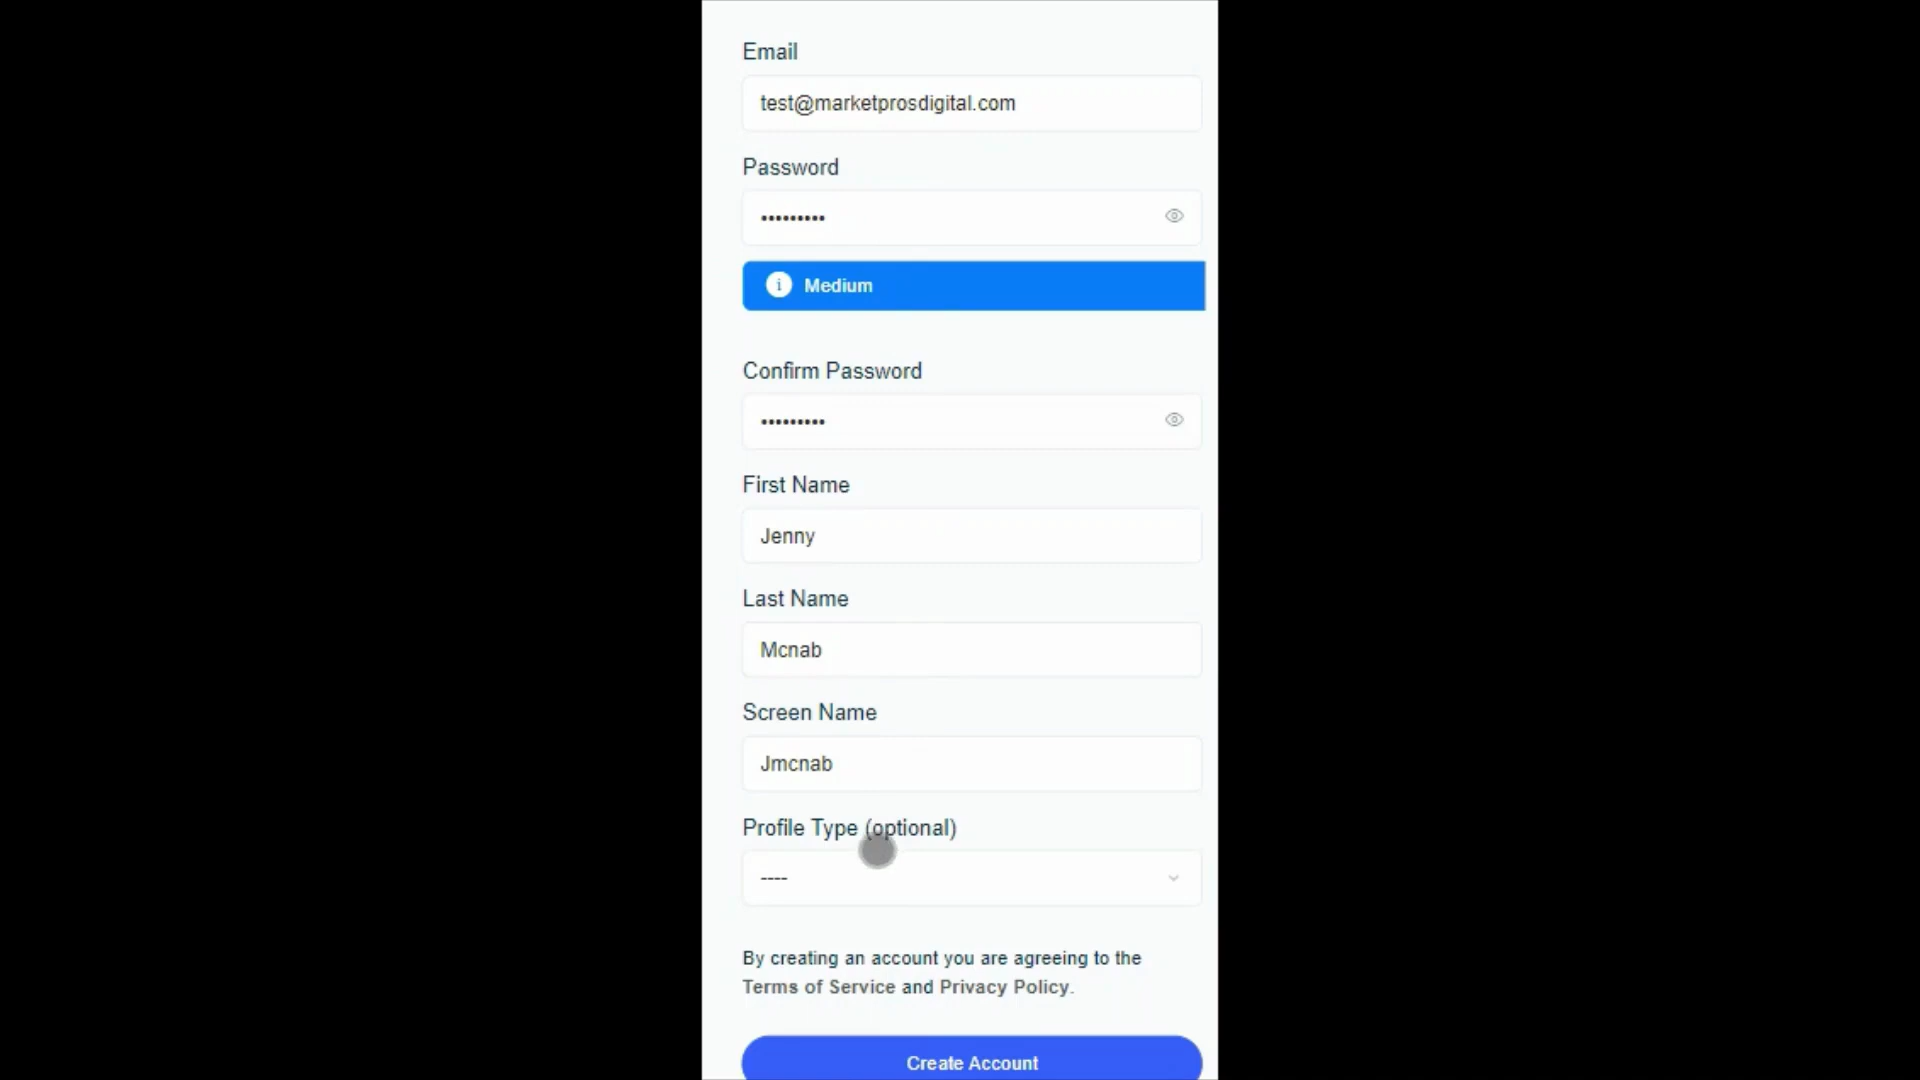 Email
test@marketprosdigital.com
Password
•••••••••
Medium
Confirm Password
•••••••••
First Name
Jenny
Last Name
Mcnab
Screen Name
Jmcnab
Profile Type (optional)
----
By creating an account you are agreeing to the
Terms of Service and Privacy Policy.
Create Account